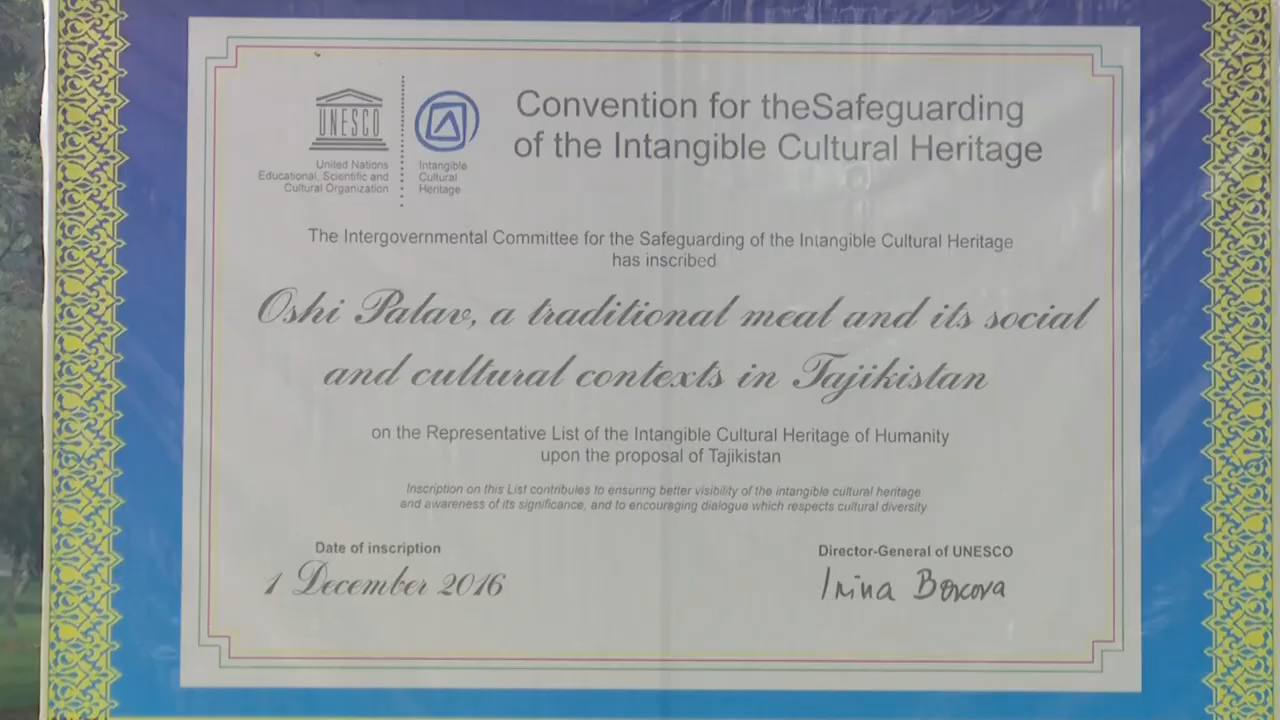 UNESCO
United Nations
Educational, Scientific and
Cultural Organization
Intangible
Cultural
Heritage
Convention for theSafeguarding
of the Intangible Cultural Heritage
The Intergovernmental Committee for the Safeguarding of the Intangible Cultural Heritage
has inscribed
Oshi Palav, a traditional meal and its social
and cultural contexts in Tajikistan
on the Representative List of the Intangible Cultural Heritage of Humanity
upon the proposal of Tajikistan
Inscription on this List contributes to ensuring better visibility of the intangible cultural heritage
and awareness of its significance, and to encouraging dialogue which respects cultural diversity
Date of inscription
1 December 2016
Director-General of UNESCO
Irina Bokova